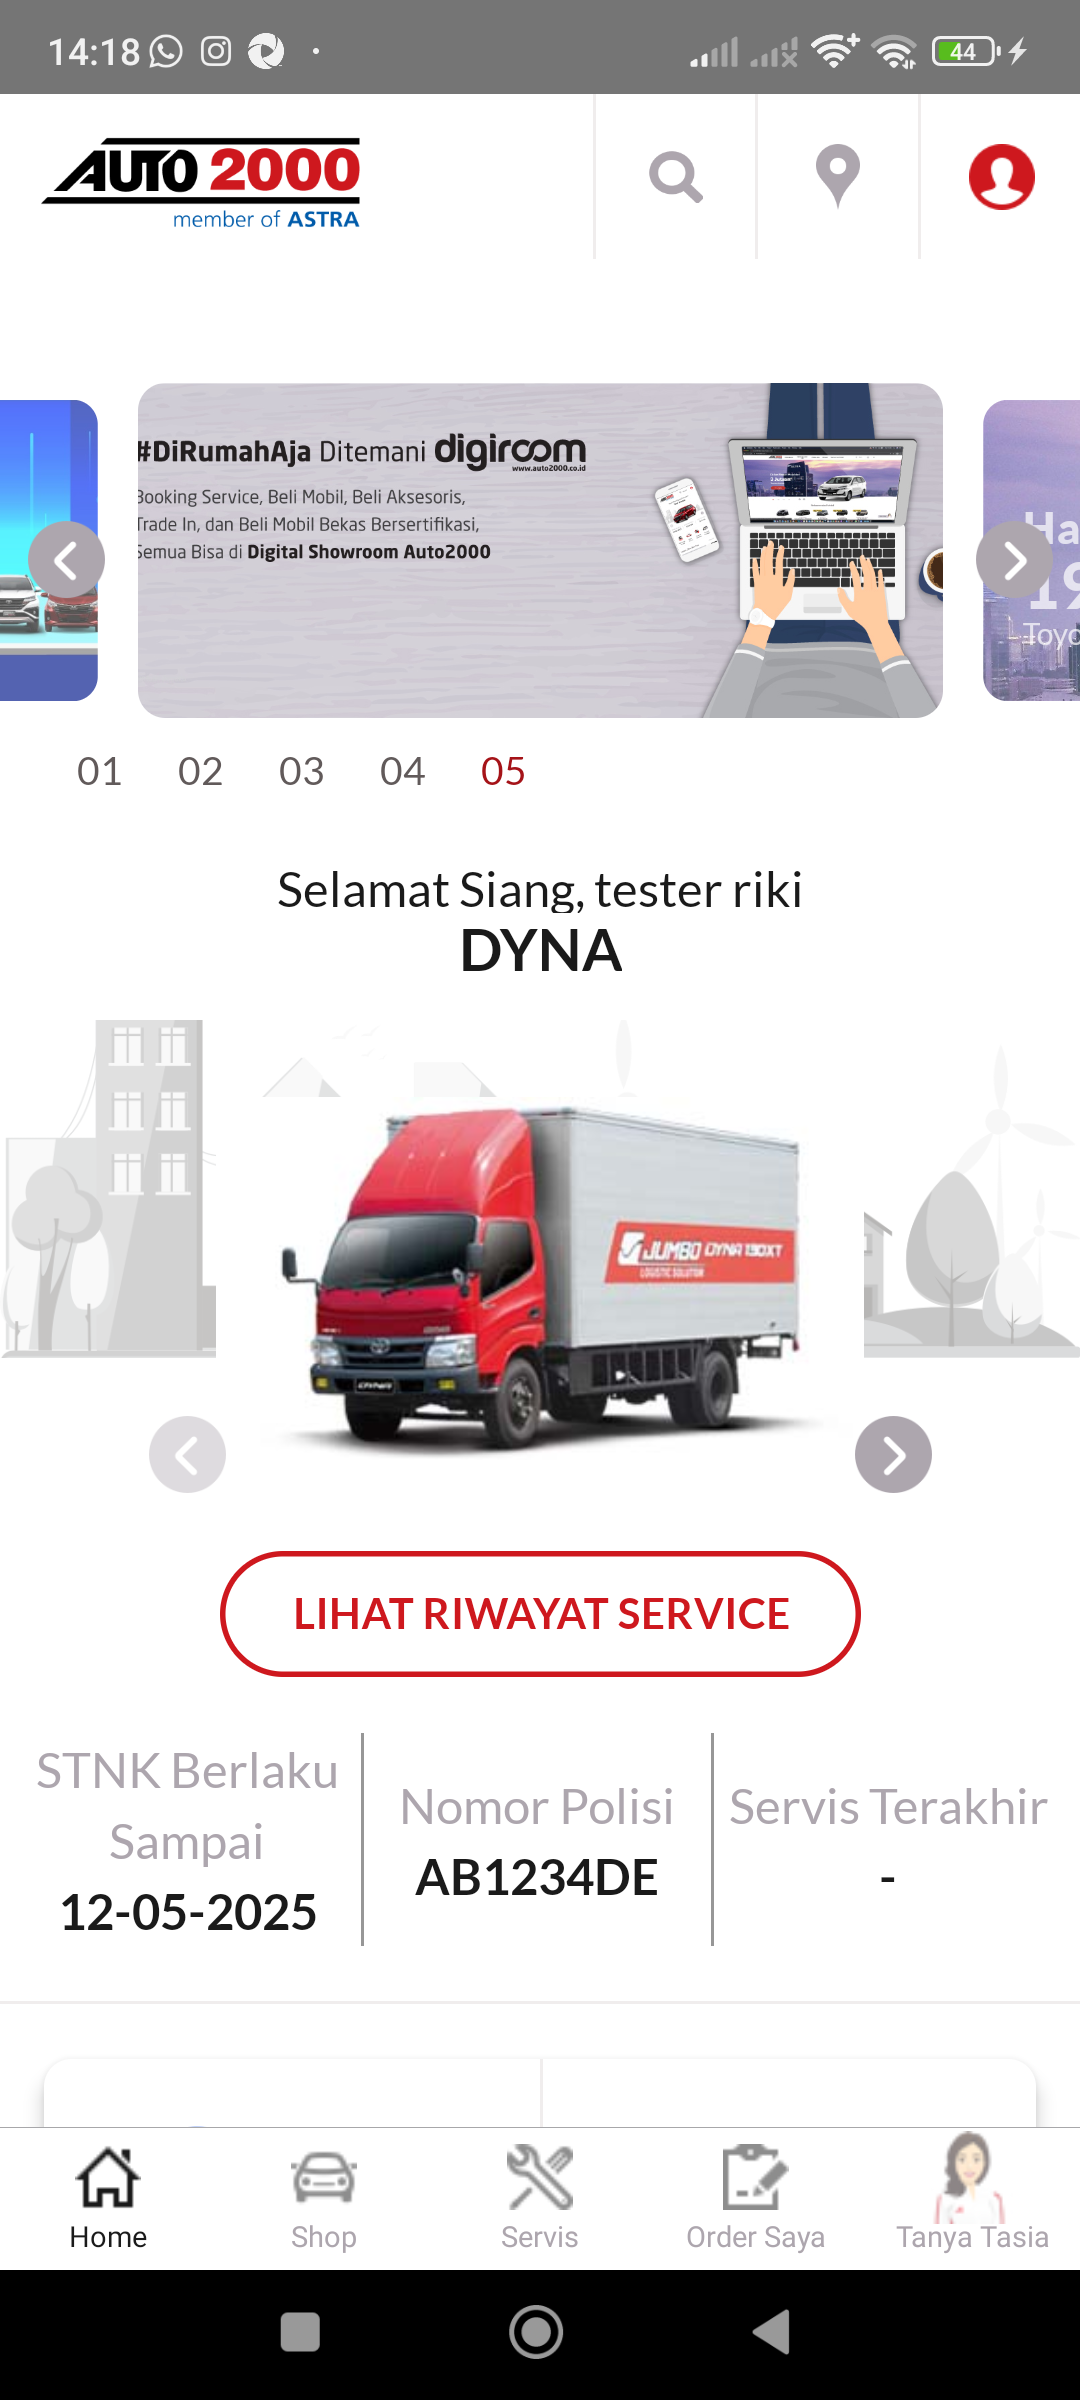 14:18
44
AUTO 2000
member of ASTRA
#DiRumahAja Ditemani digiroom
www.auto2000.co.id
Booking Service, Beli Mobil, Beli Aksesoris,
Trade In, dan Beli Mobil Bekas Bersertifikasi,
Semua Bisa di Digital Showroom Auto2000
Ha
19
Toyo
01 02 03 04 05
Selamat Siang, tester riki
DYNA
JUMBO DYNA 130XT
LOGISTIC SOLUTION
DYNA
LIHAT RIWAYAT SERVICE
STNK Berlaku
Sampai
12-05-2025
Nomor Polisi
AB1234DE
Servis Terakhir
-
Home
Shop
Servis
Order Saya
Tanya Tasia